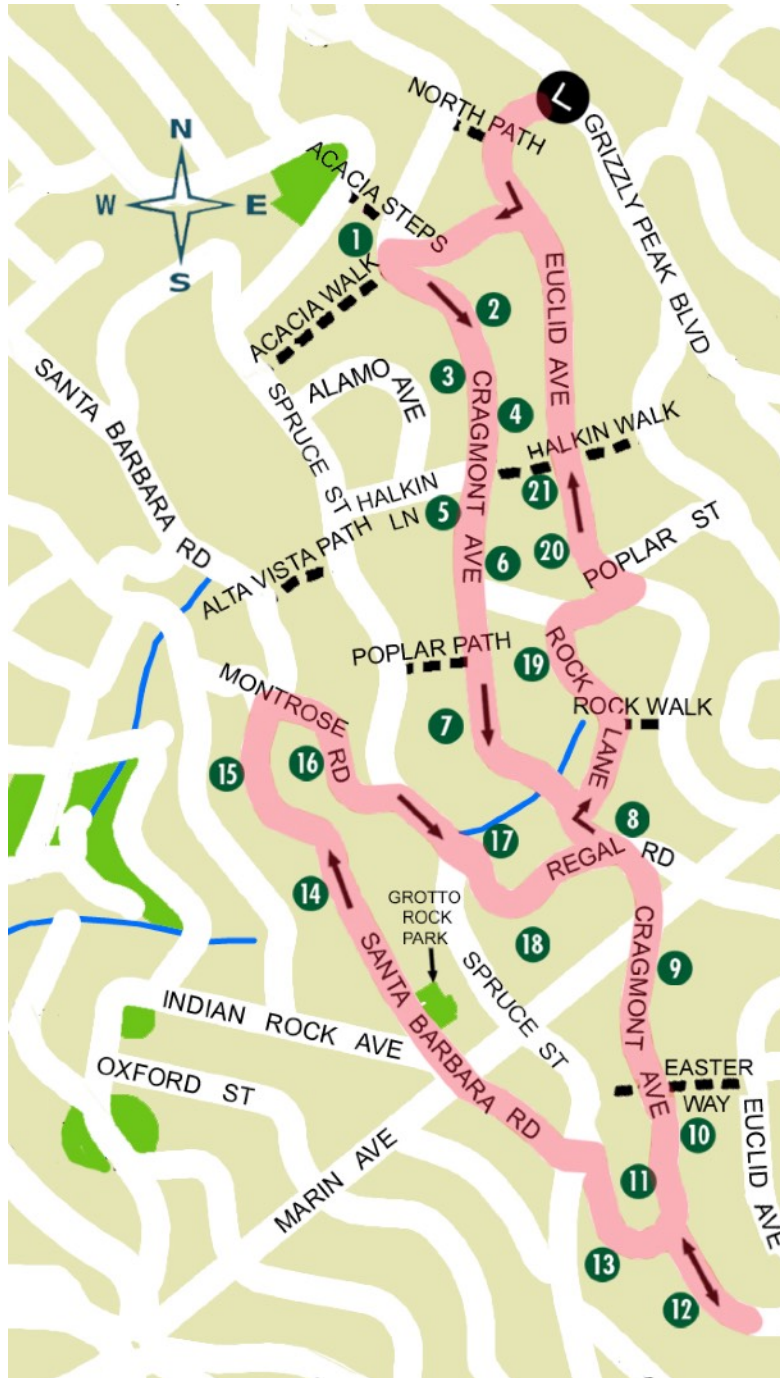 L
NORTH PATH
GRIZZLY PEAK BLVD
ACACIA STEPS
N
W E
S
1
ACACIA WALK
EUCLID AVE
2
SANTA BARBARA RD
SPRUCE ST
ALAMO AVE
3
CRAGMONT AVE
4
HALKIN WALK
21
HALKIN LN
5
ALTA VISTA PATH
6
20
POPLAR ST
POPLAR PATH
19
ROCK LANE
ROCK WALK
MONTROSE RD
7
15
16
8
17
REGAL RD
14
GROTTO
ROCK
PARK
18
CRAGMONT AVE
9
SANTA BARBARA RD
SPRUCE ST
INDIAN ROCK AVE
OXFORD ST
EASTER
WAY
EUCLID AVE
MARIN AVE
10
11
13
12